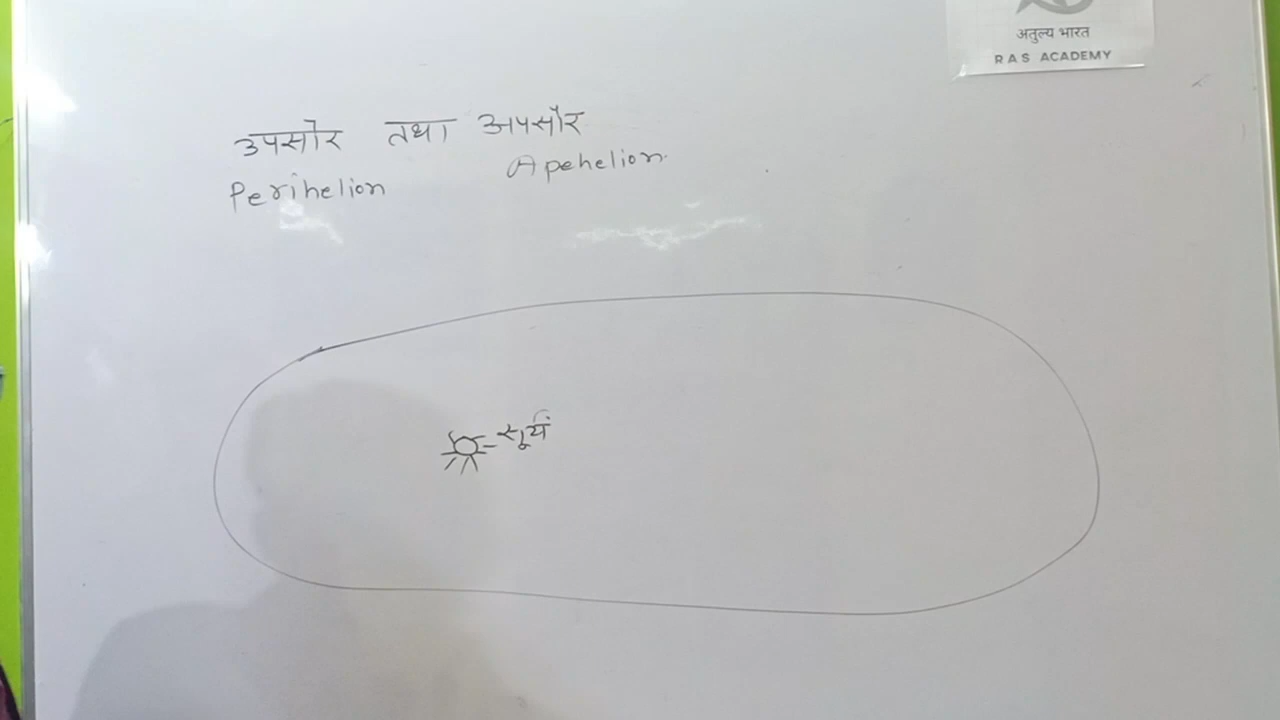 अतुल्य भारत
RAS ACADEMY
उपसौर तथा अपसौर
Perihelion Apehelion
सूर्य